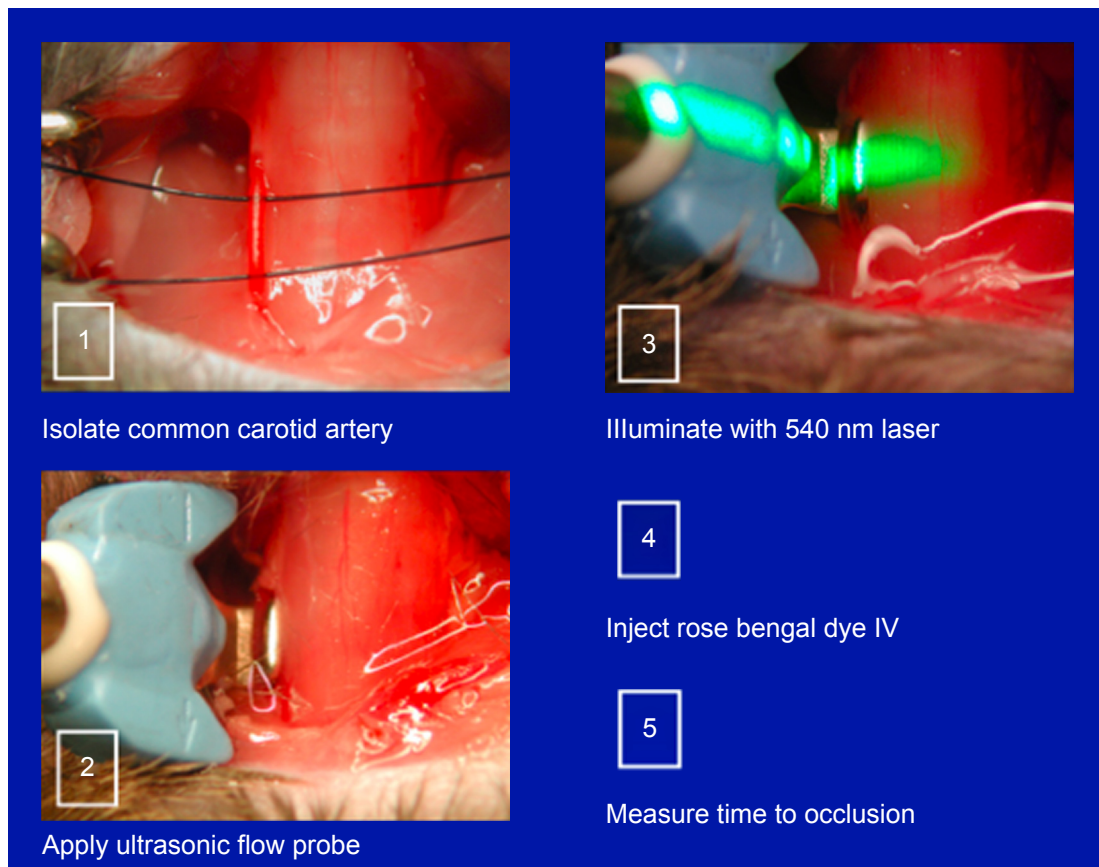 1
Isolate common carotid artery
2
Apply ultrasonic flow probe
3
Illuminate with 540 nm laser
4
Inject rose bengal dye IV
5
Measure time to occlusion